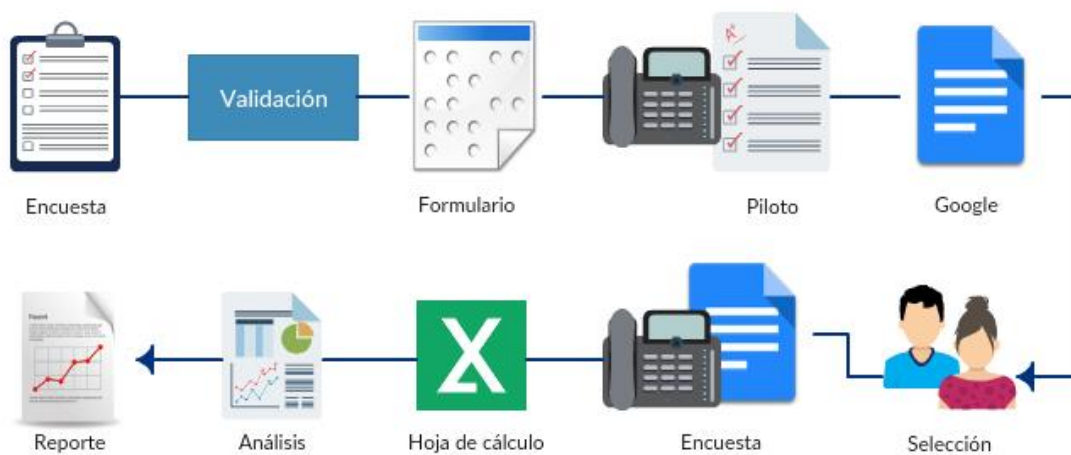 Validación
Encuesta
Formulario
Piloto
Google
Reporte
Análisis
Hoja de cálculo
Encuesta
Selección